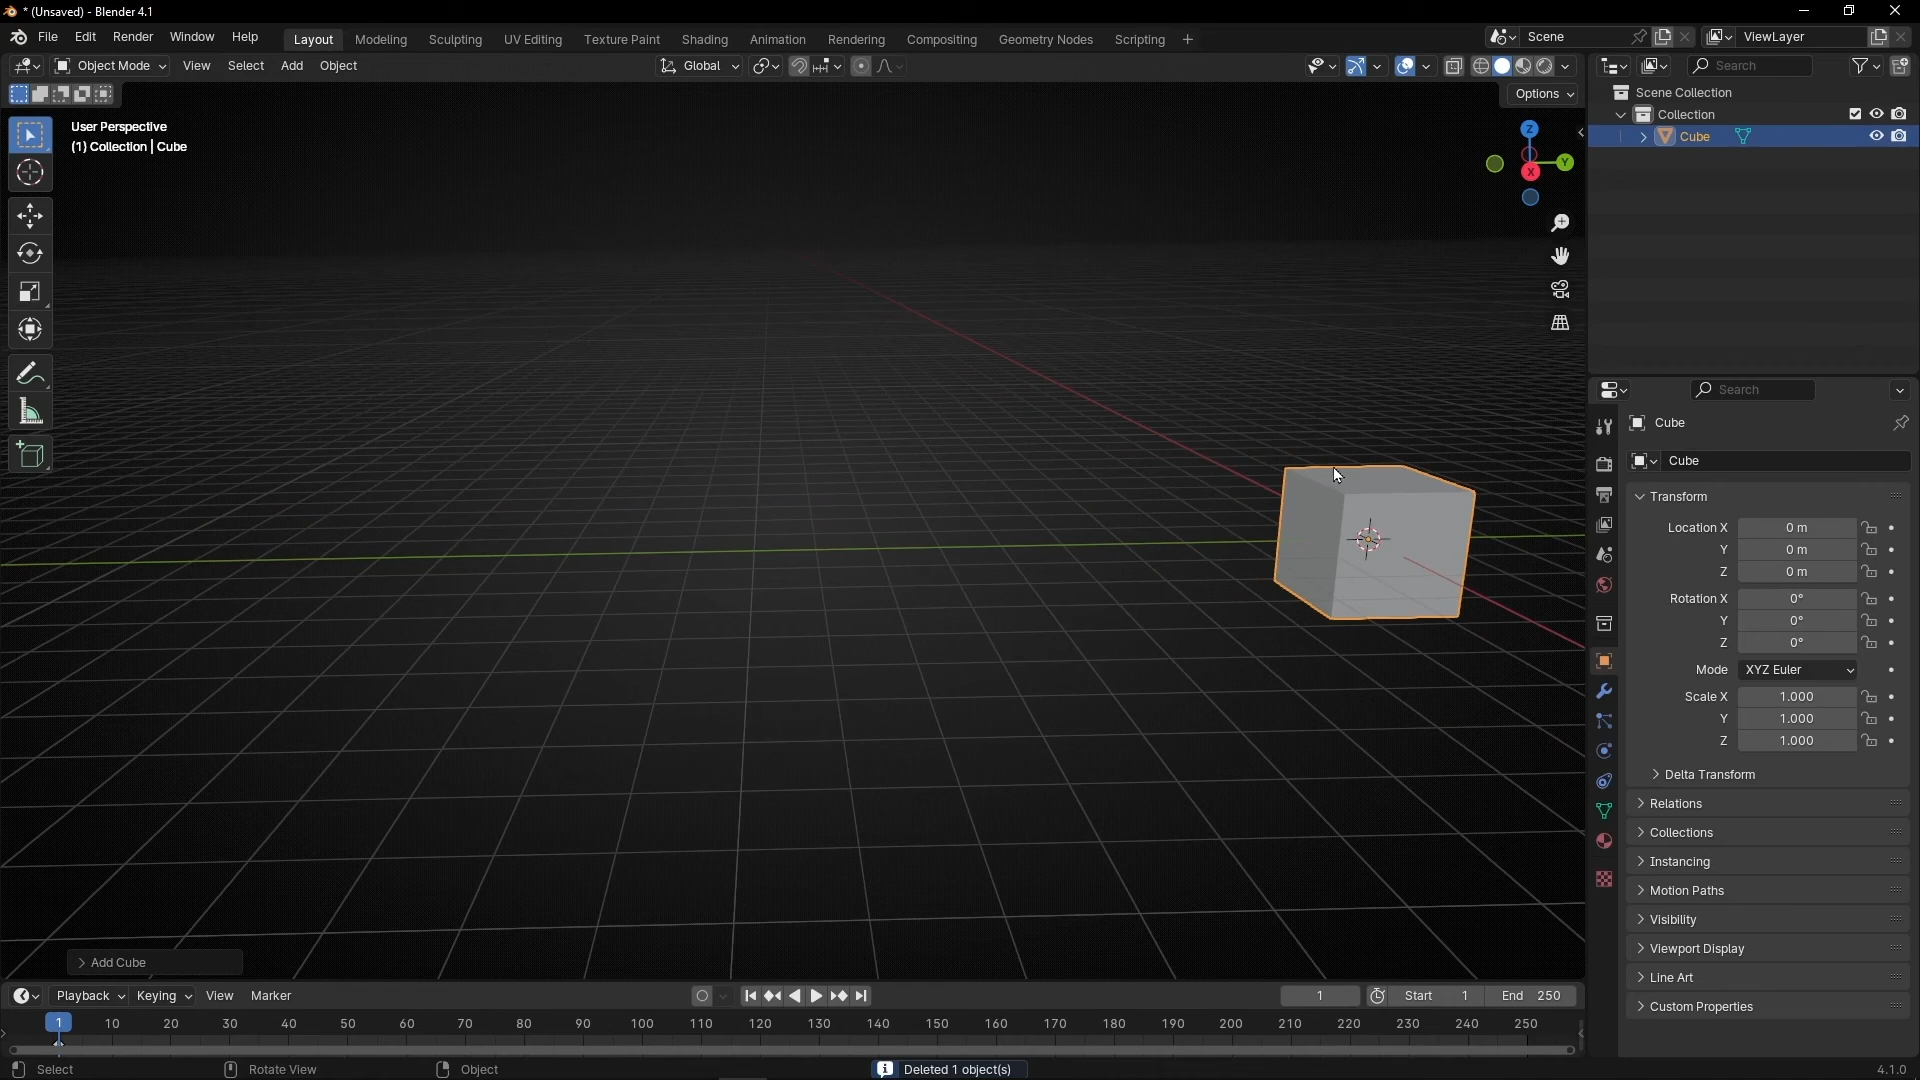 * (Unsaved) - Blender 4.1
File Edit Render Window Help Layout Modeling Sculpting UV Editing Texture Paint Shading Animation Rendering Compositing Geometry Nodes Scripting + Scene ViewLayer
Object Mode View Select Add Object Global Search
Options
User Perspective
(1) Collection | Cube
Z
Y
X
Scene Collection
Collection
Cube
Search
Cube
Cube
Transform
Location X 0 m
Y 0 m
Z 0 m
Rotation X 0°
Y 0°
Z 0°
Mode XYZ Euler
Scale X 1.000
Y 1.000
Z 1.000
Delta Transform
Relations
Collections
Instancing
Motion Paths
Visibility
Viewport Display
Line Art
Custom Properties
Add Cube
Playback Keying View Marker 1 Start 1 End 250
1 10 20 30 40 50 60 70 80 90 100 110 120 130 140 150 160 170 180 190 200 210 220 230 240 250
Select Rotate View Object Deleted 1 object(s) 4.1.0